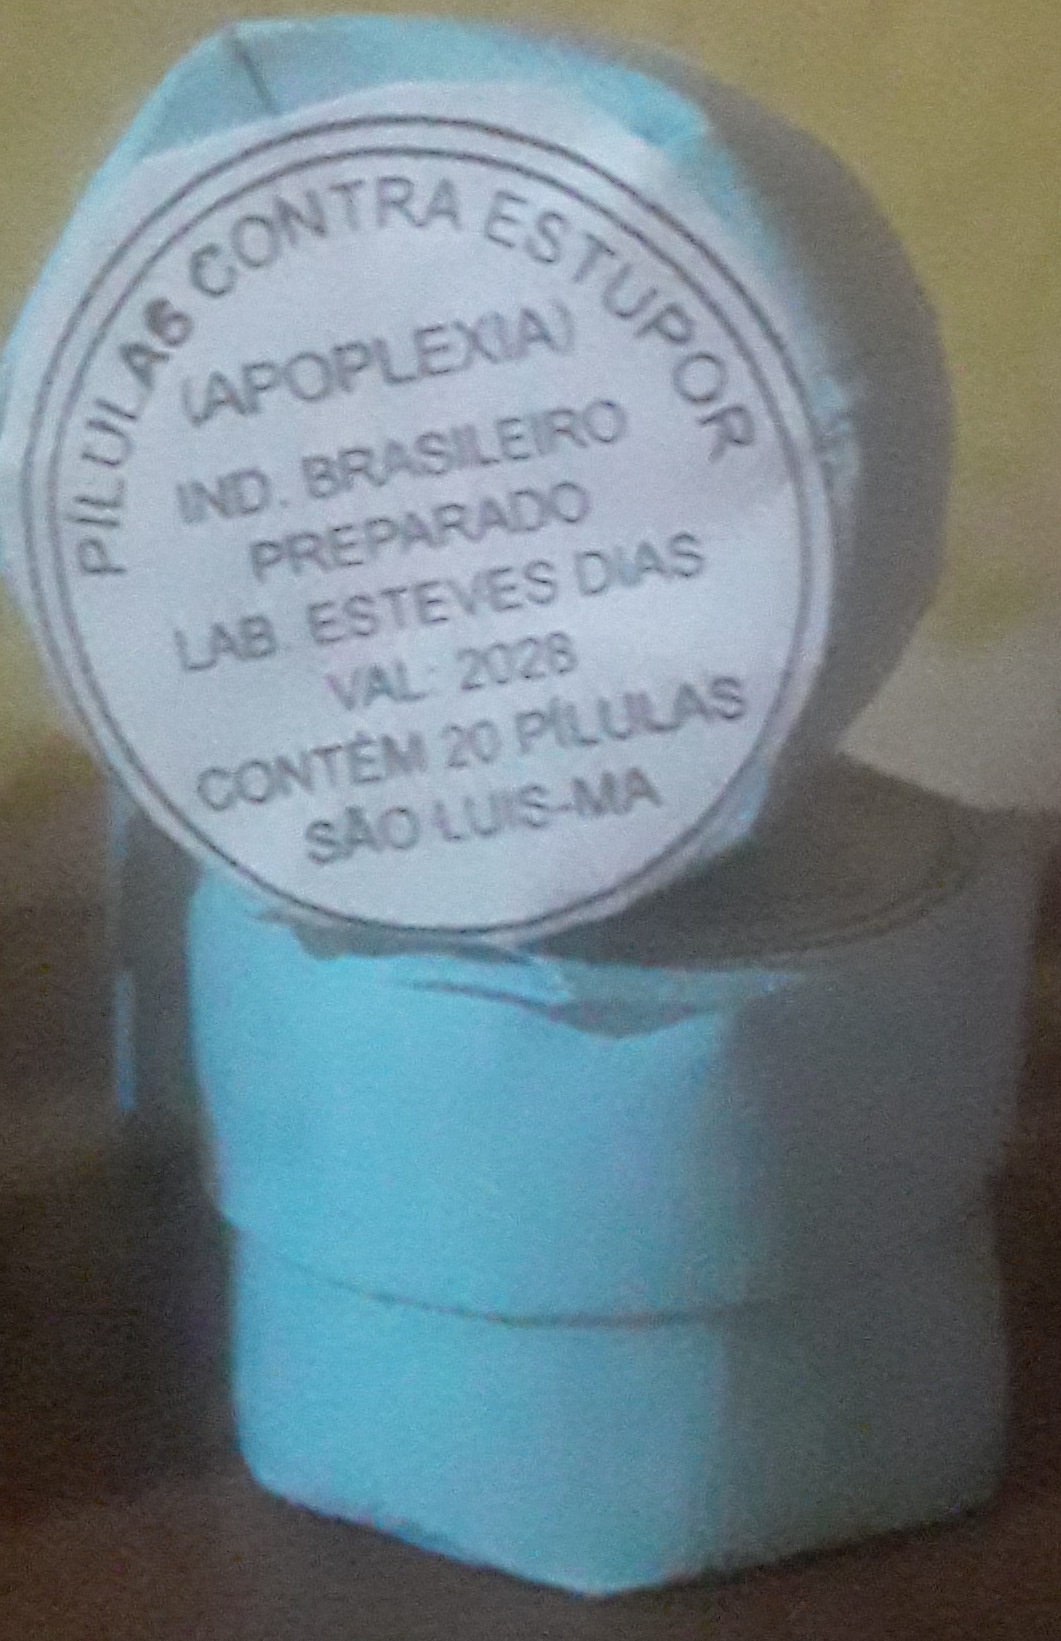 PÍLULAS CONTRA ESTUPOR
(APOPLEXIA)
IND. BRASILEIRO
PREPARADO
LAB. ESTEVES DIAS
VAL: 2028
CONTÉM 20 PÍLULAS
SÃO LUIS-MA